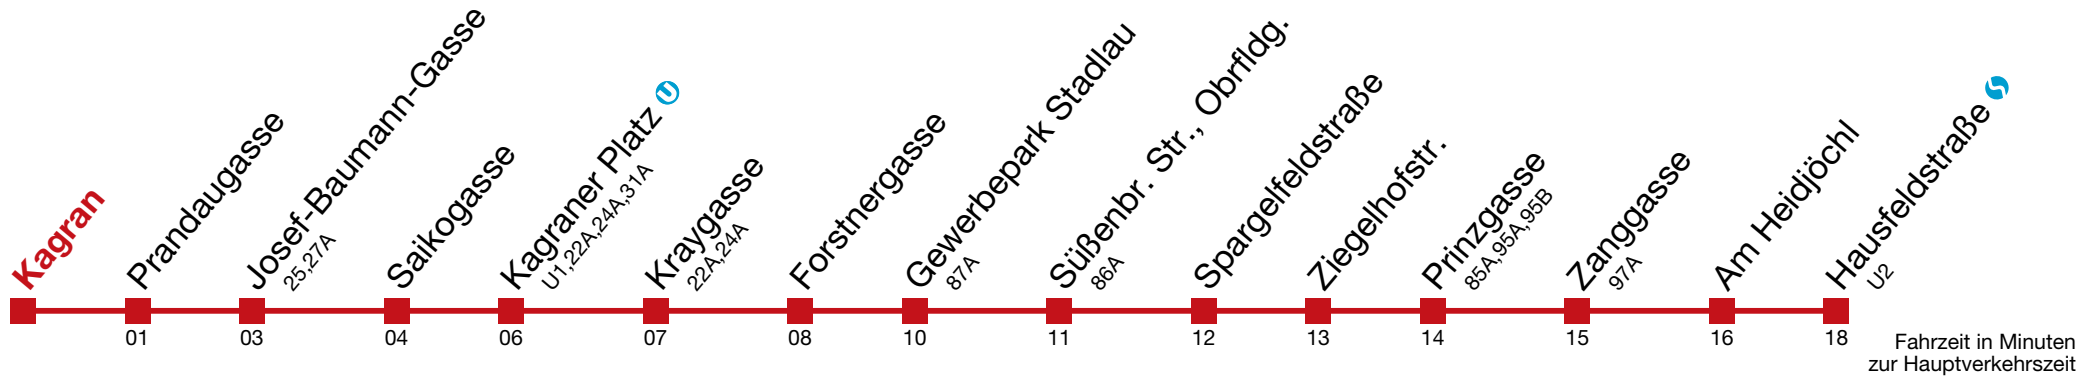 Kagran
Prandaugasse
Josef-Baumann-Gasse
25,27A
Saikogasse
Kagraner Platz U
U1,22A,24A,31A
Kraygasse
22A,24A
Forstnergasse
Gewerbepark Stadlau
87A
Süßenbr. Str., Obrfldg.
86A
Spargelfeldstraße
Ziegelhofstr.
Prinzgasse
85A,95A,95B
Zanggasse
97A
Am Heidjöchl
Hausfeldstraße
U2
01 03 04 06 07 08 10 11 12 13 14 15 16 18
Fahrzeit in Minuten
zur Hauptverkehrszeit